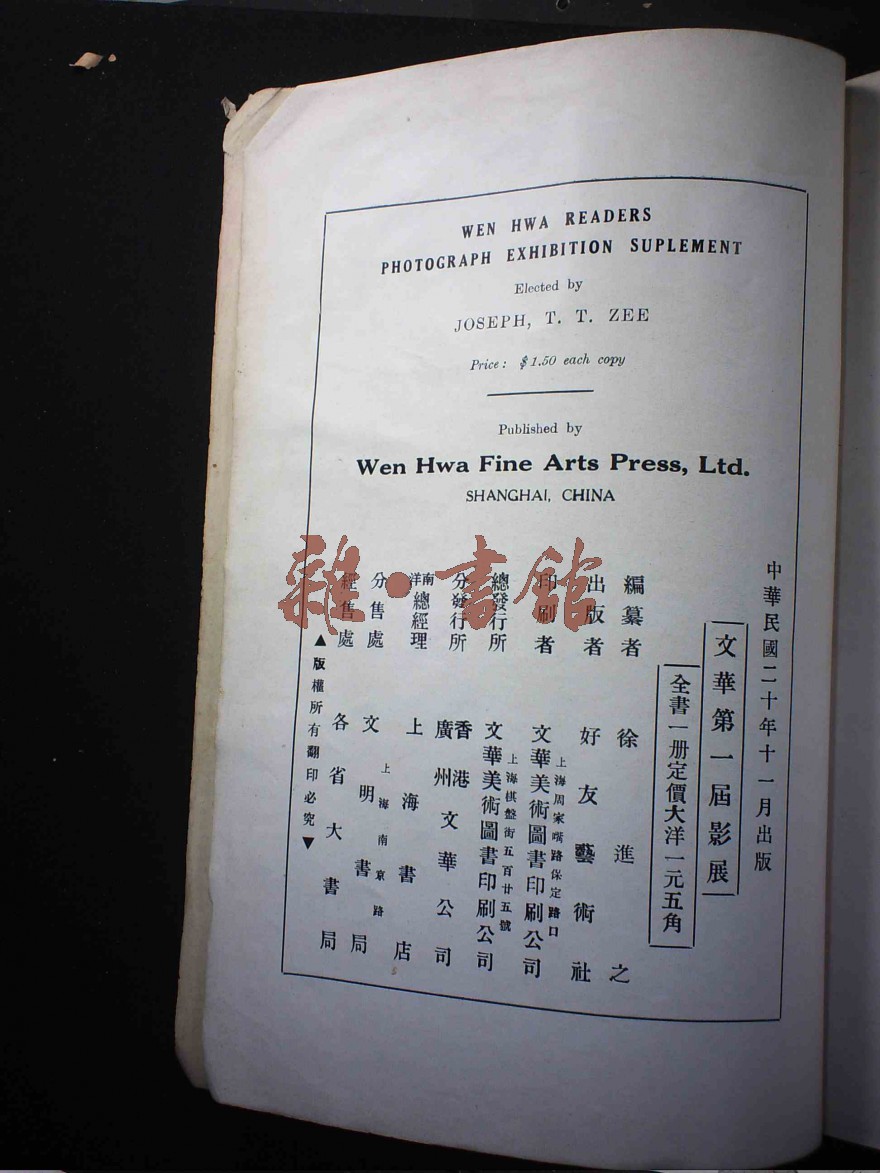 WEN HWA READERS
PHOTOGRAPH EXHIBITION SUPLEMENT
Elected by
JOSEPH, T. T. ZEE
Price: $1.50 each copy
Published by
Wen Hwa Fine Arts Press, Ltd.
SHANGHAI, CHINA
中華民國二十年十一月出版
文華第一屆影展
全書一册定價大洋一元五角
編纂者 徐進之
出版者 好友藝術社
印刷者 上海周家嘴路保定路口 文華美術圖書印刷公司
總發行所 上海棋盤街五百廿五號 文華美術圖書印刷公司
分發行所 香港 廣州 文華公司
南洋總經理 上海書店
分售處 上海南京路 文明書局
經售處 各省大書局
▲版權所有翻印必究▼
雜·書館